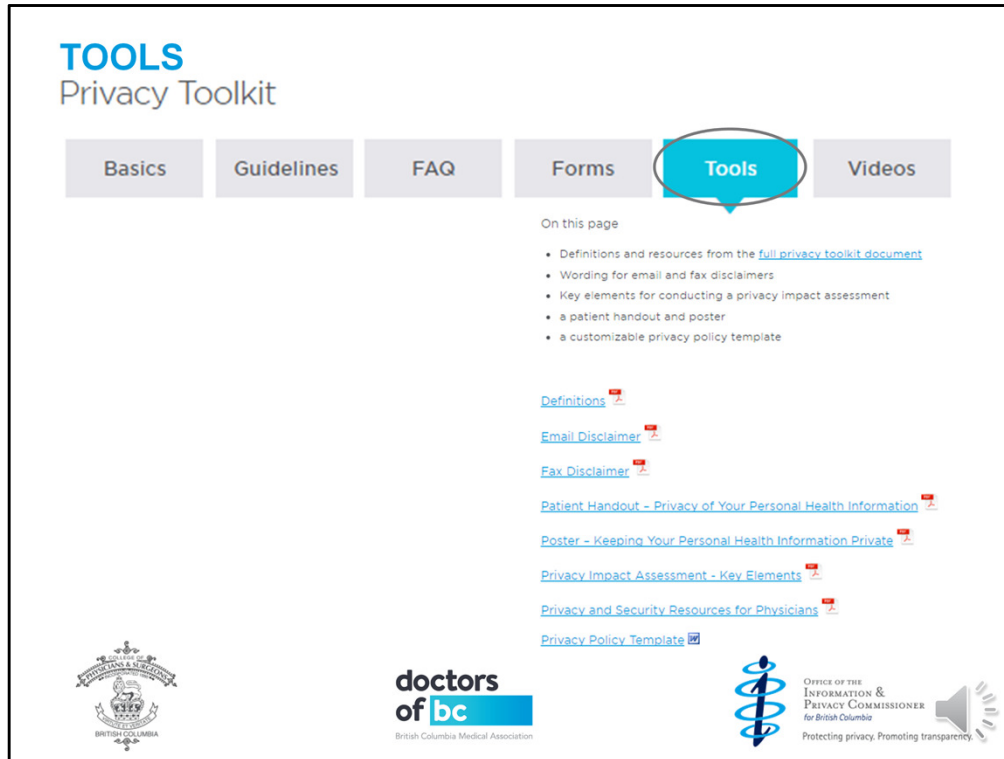 TOOLS
Privacy Toolkit
Basics
Guidelines
FAQ
Forms
Tools
Videos
On this page
• Definitions and resources from the full privacy toolkit document
• Wording for email and fax disclaimers
• Key elements for conducting a privacy impact assessment
• a patient handout and poster
• a customizable privacy policy template
Definitions
Email Disclaimer
Fax Disclaimer
Patient Handout – Privacy of Your Personal Health Information
Poster – Keeping Your Personal Health Information Private
Privacy Impact Assessment - Key Elements
Privacy and Security Resources for Physicians
Privacy Policy Template
COLLEGE OF
PHYSICIANS & SURGEONS
BRITISH COLUMBIA
doctors
of bc
British Columbia Medical Association
OFFICE OF THE
INFORMATION &
PRIVACY COMMISSIONER
for British Columbia
Protecting privacy. Promoting transparency.